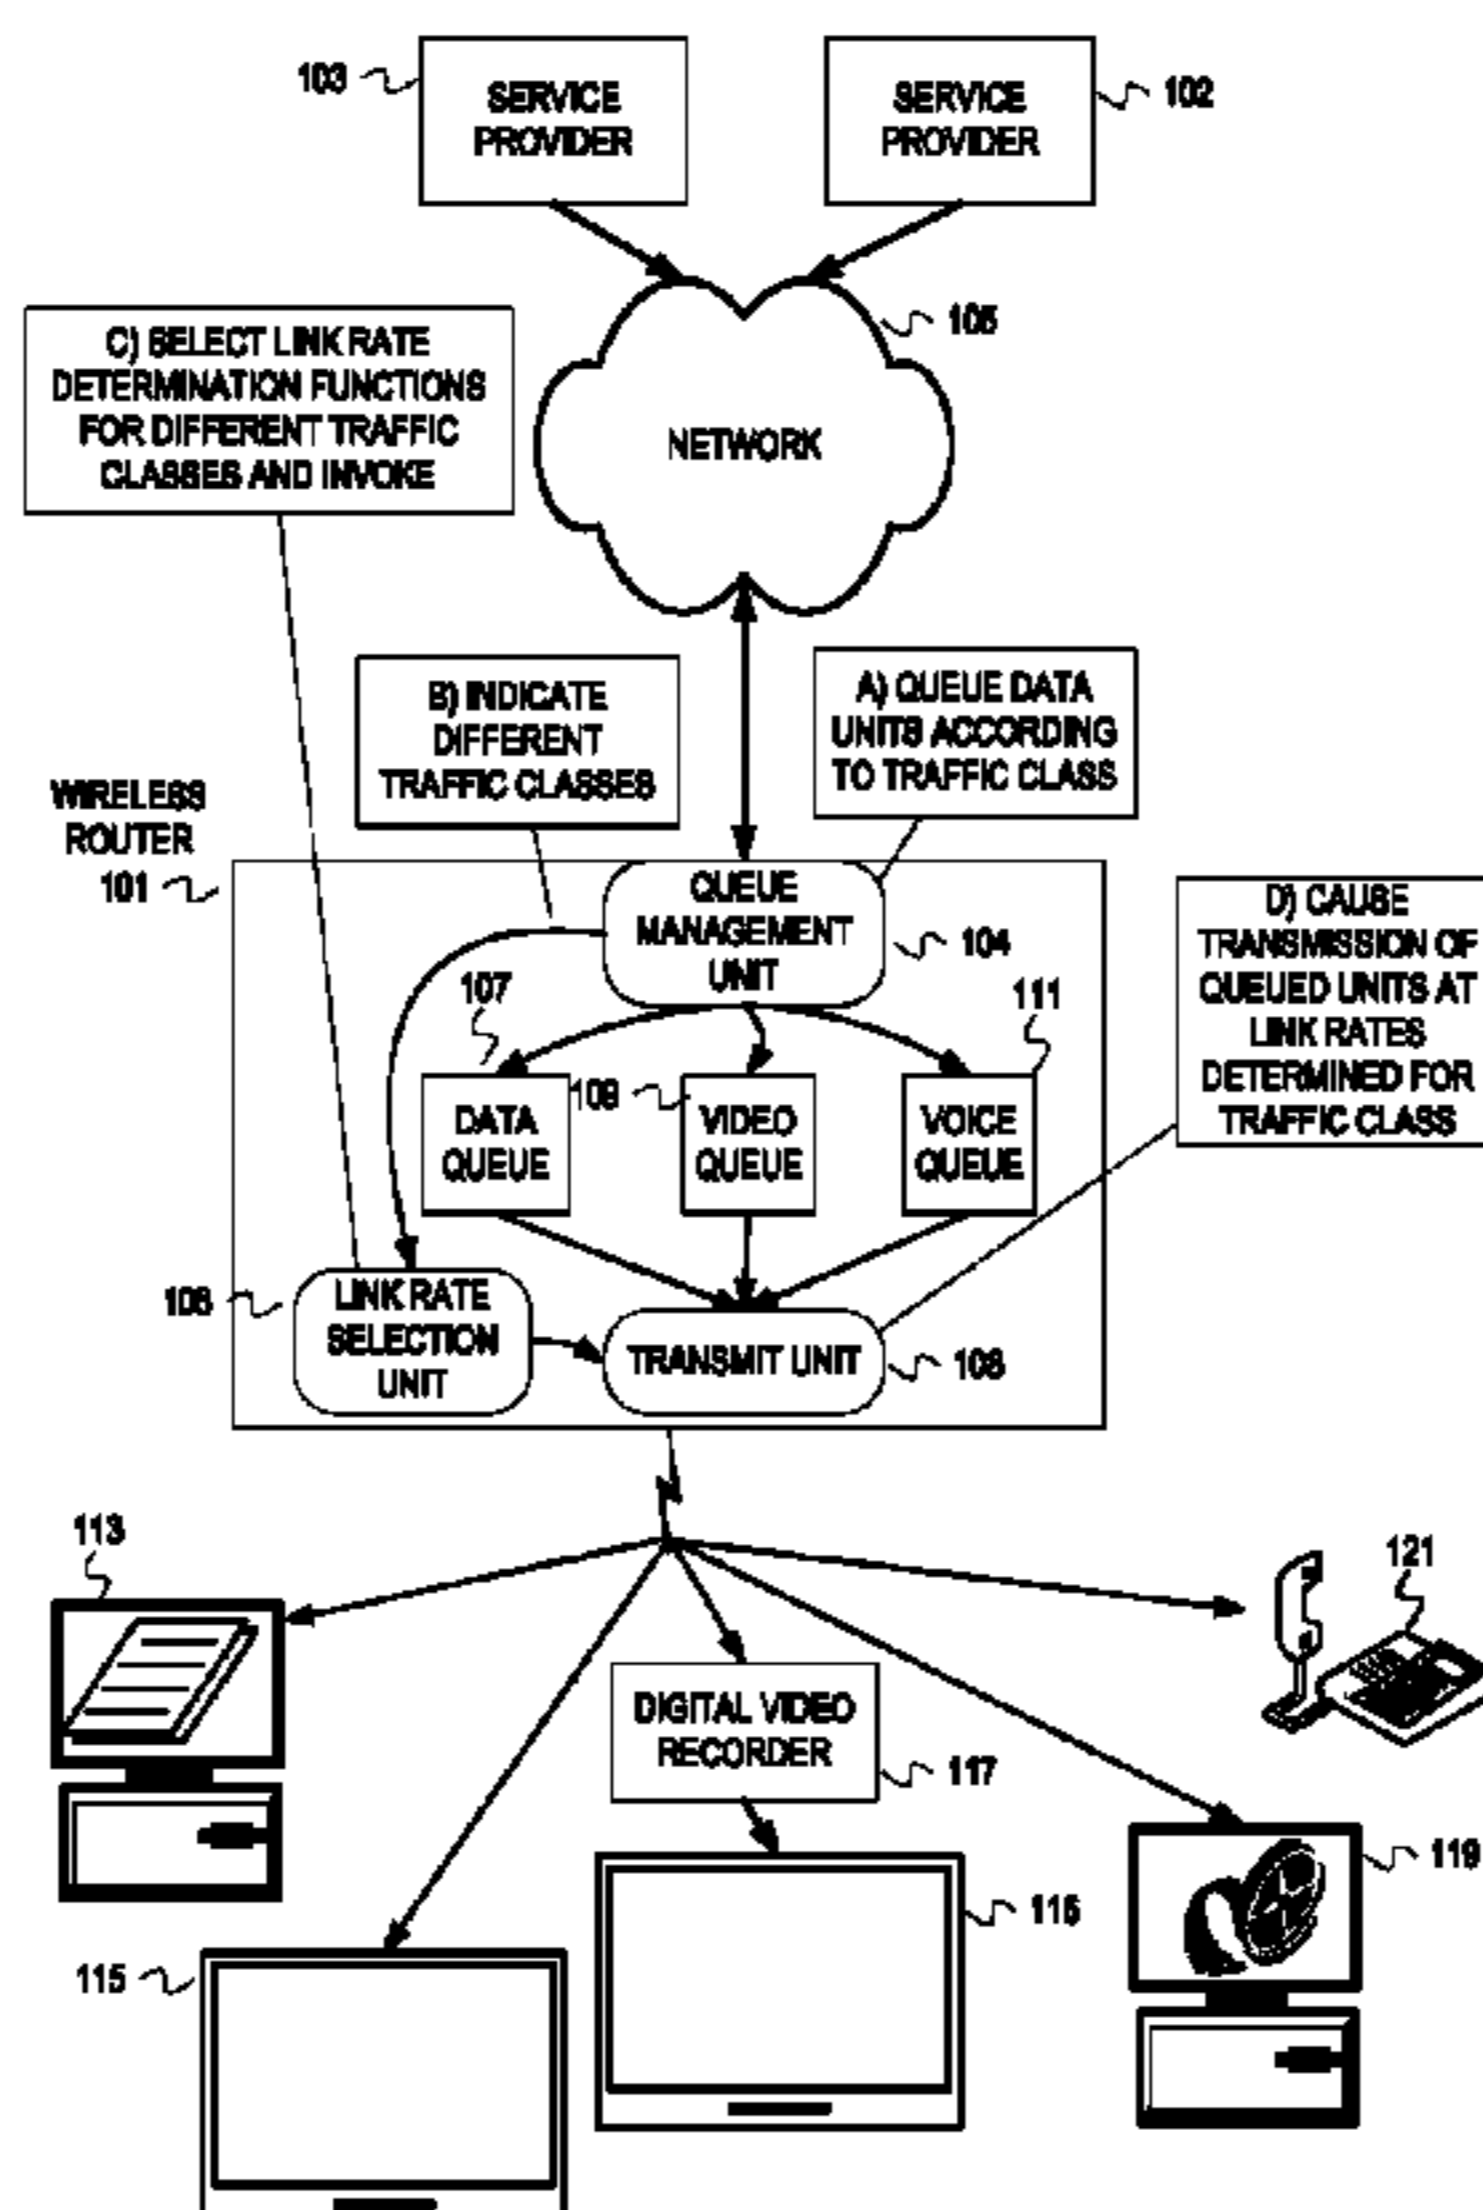 103
SERVICE
PROVIDER
SERVICE
PROVIDER
102
105
C) SELECT LINK RATE
DETERMINATION FUNCTIONS
FOR DIFFERENT TRAFFIC
CLASSES AND INVOKE
NETWORK
B) INDICATE
DIFFERENT
TRAFFIC CLASSES
A) QUEUE DATA
UNITS ACCORDING
TO TRAFFIC CLASS
WIRELESS
ROUTER
101
QUEUE
MANAGEMENT
UNIT
104
D) CAUSE
TRANSMISSION OF
QUEUED UNITS AT
LINK RATES
DETERMINED FOR
TRAFFIC CLASS
107
109
111
DATA
QUEUE
VIDEO
QUEUE
VOICE
QUEUE
106
LINK RATE
SELECTION
UNIT
TRANSMIT UNIT
108
113
121
DIGITAL VIDEO
RECORDER
117
119
116
115